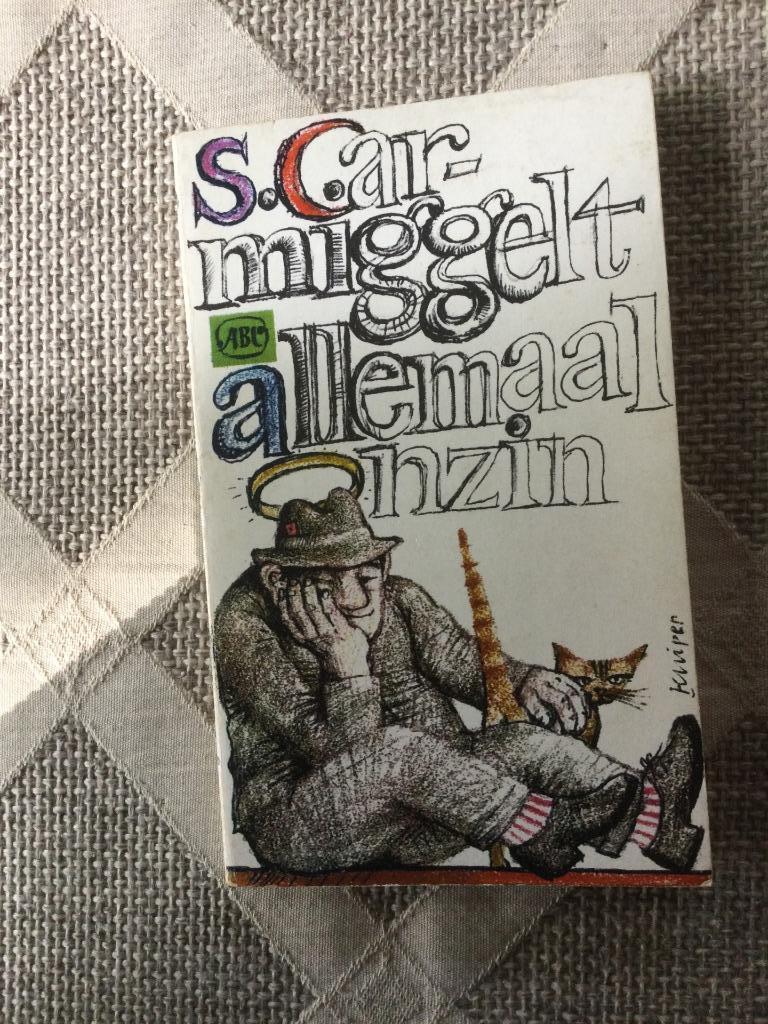 S. Car-
miggelt
ABC
allemaal
onzin
Kuiper